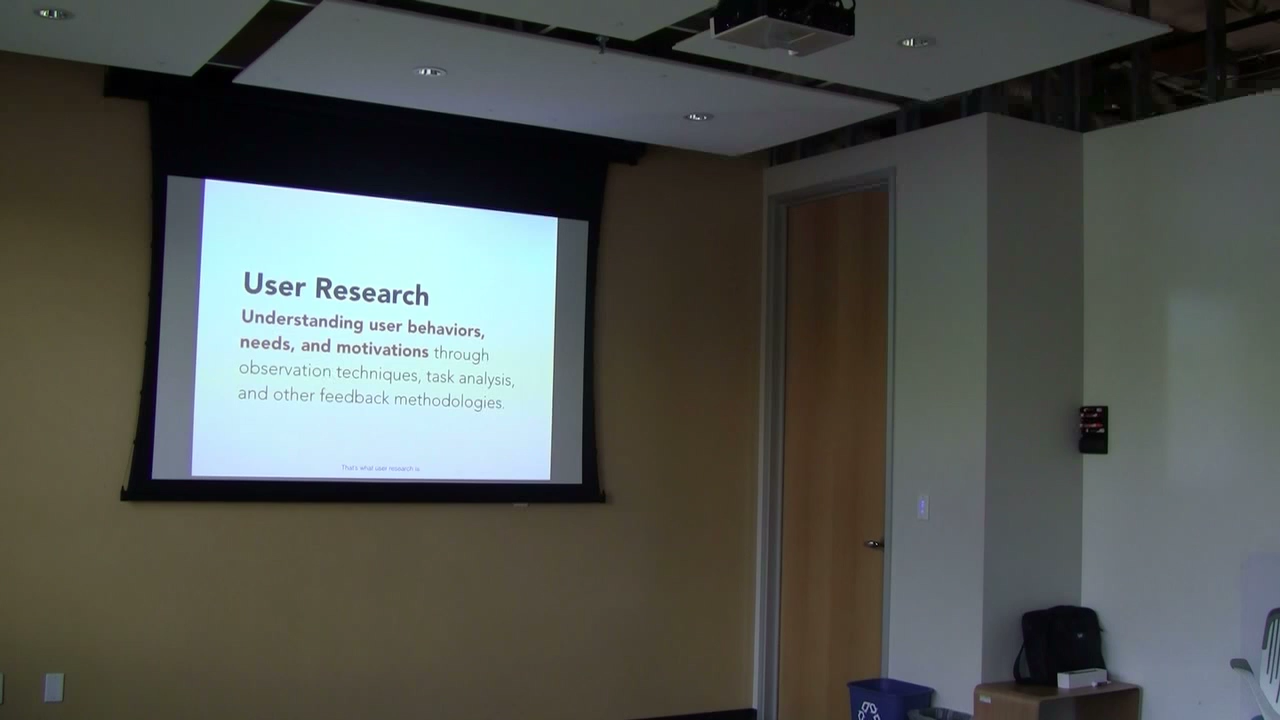 User Research
Understanding user behaviors,
needs, and motivations through
observation techniques, task analysis,
and other feedback methodologies.
That's what user research is.